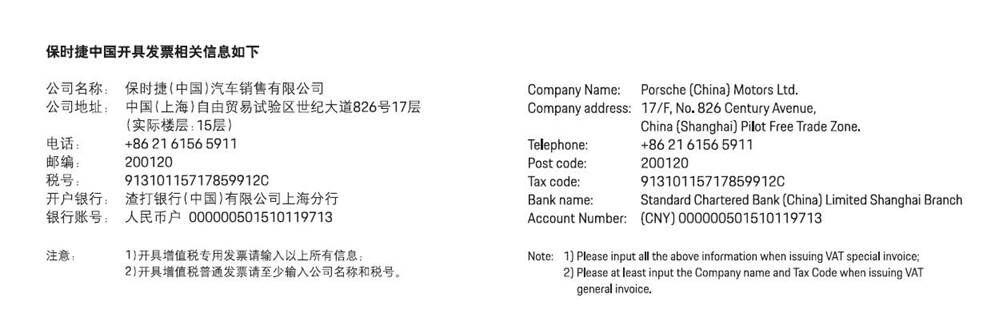 保时捷中国开具发票相关信息如下
公司名称: 保时捷(中国)汽车销售有限公司
公司地址: 中国(上海)自由贸易试验区世纪大道826号17层
(实际楼层:15层)
电话: +86 21 6156 5911
邮编: 200120
税号: 91310115717859912C
开户银行: 渣打银行(中国)有限公司上海分行
银行账号: 人民币户 000000501510119713
注意: 1)开具增值税专用发票请输入以上所有信息;
2)开具增值税普通发票请至少输入公司名称和税号。
Company Name: Porsche (China) Motors Ltd.
Company address: 17/F, No. 826 Century Avenue,
China (Shanghai) Pilot Free Trade Zone.
Telephone: +86 21 6156 5911
Post code: 200120
Tax code: 91310115717859912C
Bank name: Standard Chartered Bank (China) Limited Shanghai Branch
Account Number: (CNY) 000000501510119713
Note: 1) Please input all the above information when issuing VAT special invoice;
2) Please at least input the Company name and Tax Code when issuing VAT
general invoice.